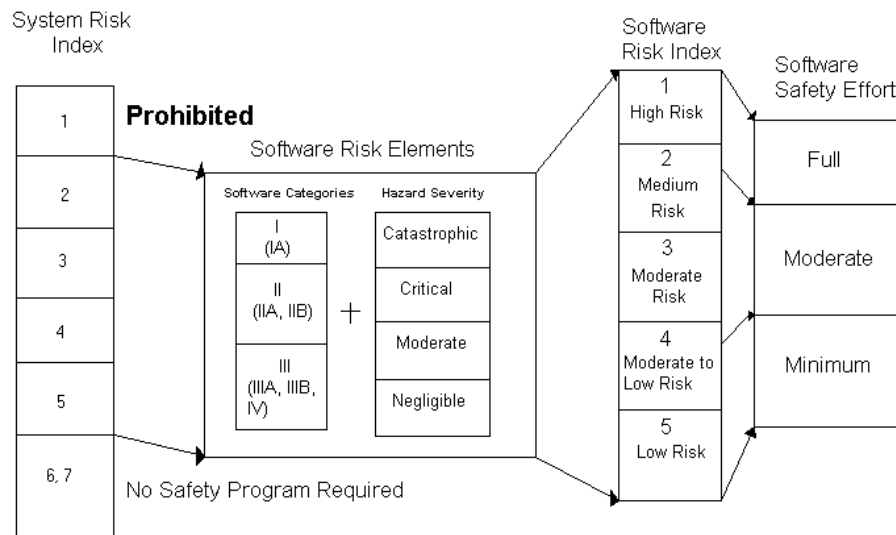 System Risk
Index
1
2
3
4
5
6, 7
Prohibited
Software Risk Elements
Software Categories
I
(IA)
II
(IIA, IIB)
III
(IIIA, IIIB,
IV)
+
Hazard Severity
Catastrophic
Critical
Moderate
Negligible
No Safety Program Required
Software
Risk Index
1
High Risk
2
Medium
Risk
3
Moderate
Risk
4
Moderate to
Low Risk
5
Low Risk
Software
Safety Effort
Full
Moderate
Minimum